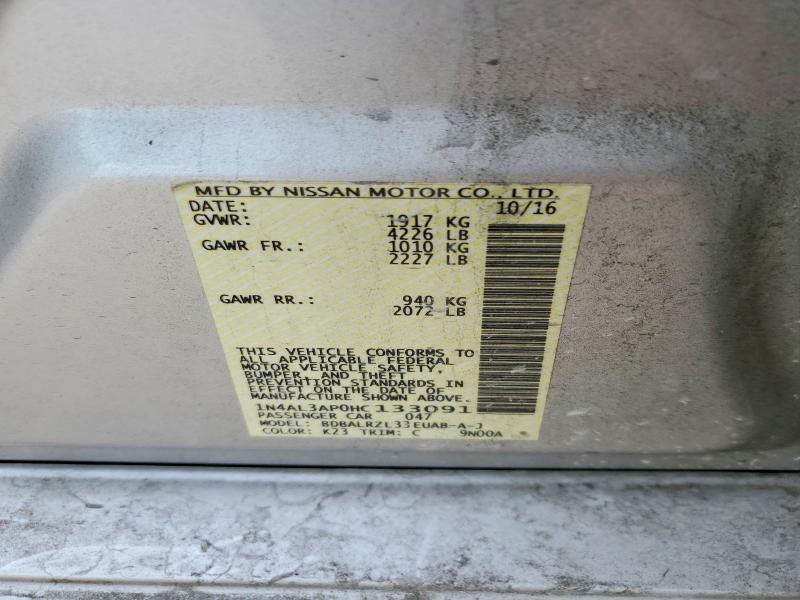 MFD BY NISSAN MOTOR CO., LTD.
DATE: 10/16
GVWR: 1917 KG
4226 LB
GAWR FR.: 1010 KG
2227 LB
GAWR RR.: 940 KG
2072 LB
THIS VEHICLE CONFORMS TO
ALL APPLICABLE FEDERAL
MOTOR VEHICLE SAFETY,
BUMPER, AND THEFT
PREVENTION STANDARDS IN
EFFECT ON THE DATE OF
MANUFACTURE SHOWN ABOVE.
1N4AL3AP0HC133091
PASSENGER CAR 047
MODEL: BDBALRZL33EUAB-A-J
COLOR: K23 TRIM: C 9N00A